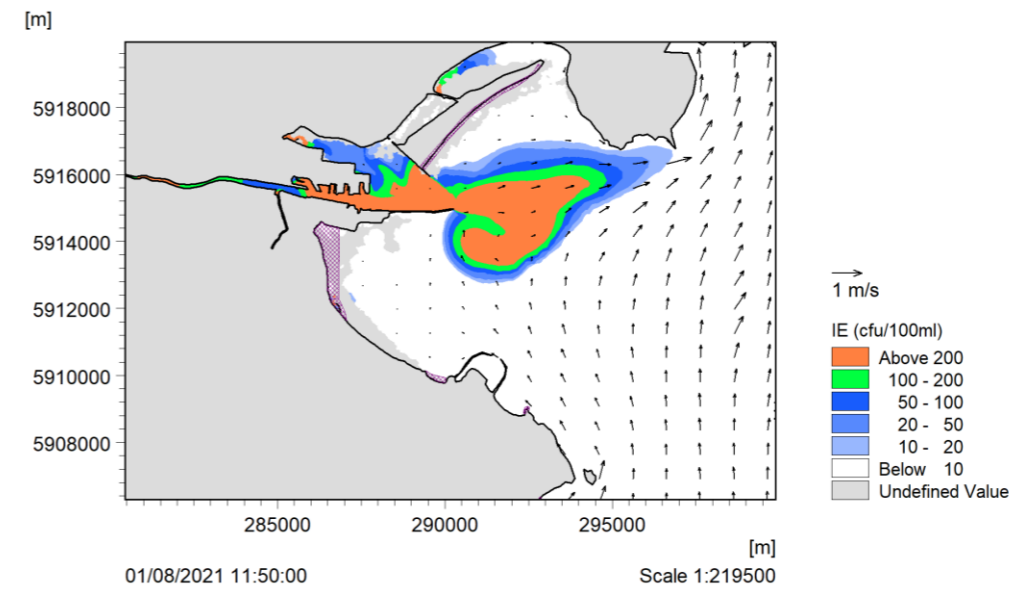 [m]
5918000
5916000
5914000
5912000
5910000
5908000
285000
290000
295000
[m]
01/08/2021 11:50:00
Scale 1:219500
1 m/s
IE (cfu/100ml)
Above 200
100 - 200
50 - 100
20 - 50
10 - 20
Below 10
Undefined Value